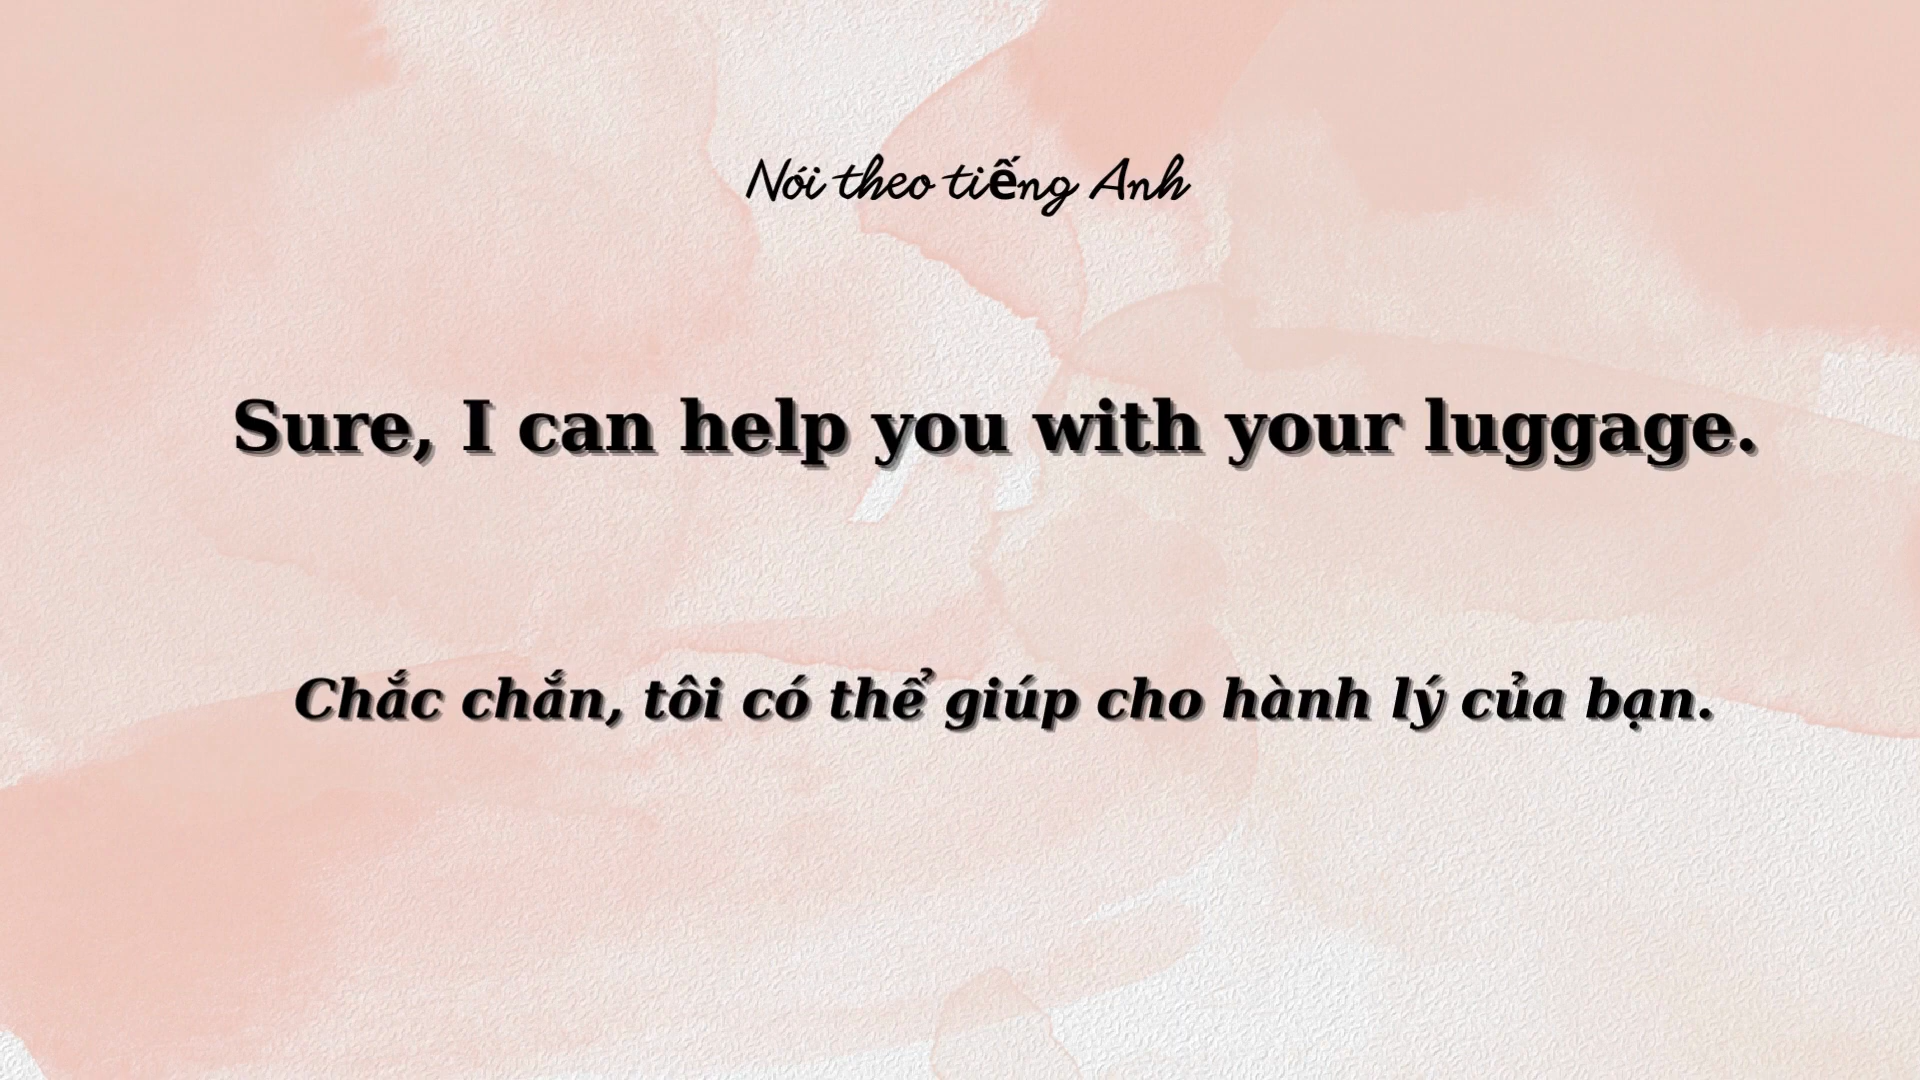 Nói theo tiếng Anh
Sure, I can help you with your luggage.
Chắc chắn, tôi có thể giúp cho hành lý của bạn.